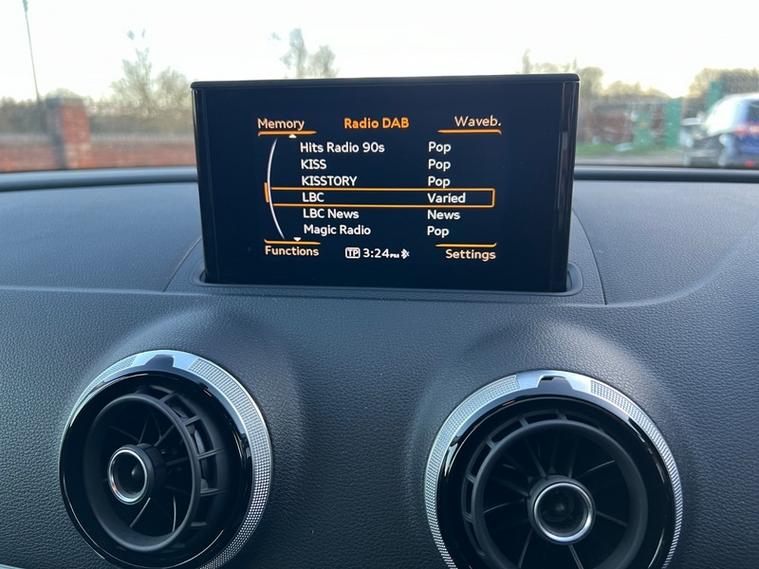 Memory Radio DAB Waveb.
Hits Radio 90s Pop
KISS Pop
KISSTORY Pop
LBC Varied
LBC News News
Magic Radio Pop
Functions TP 3:24PM Settings